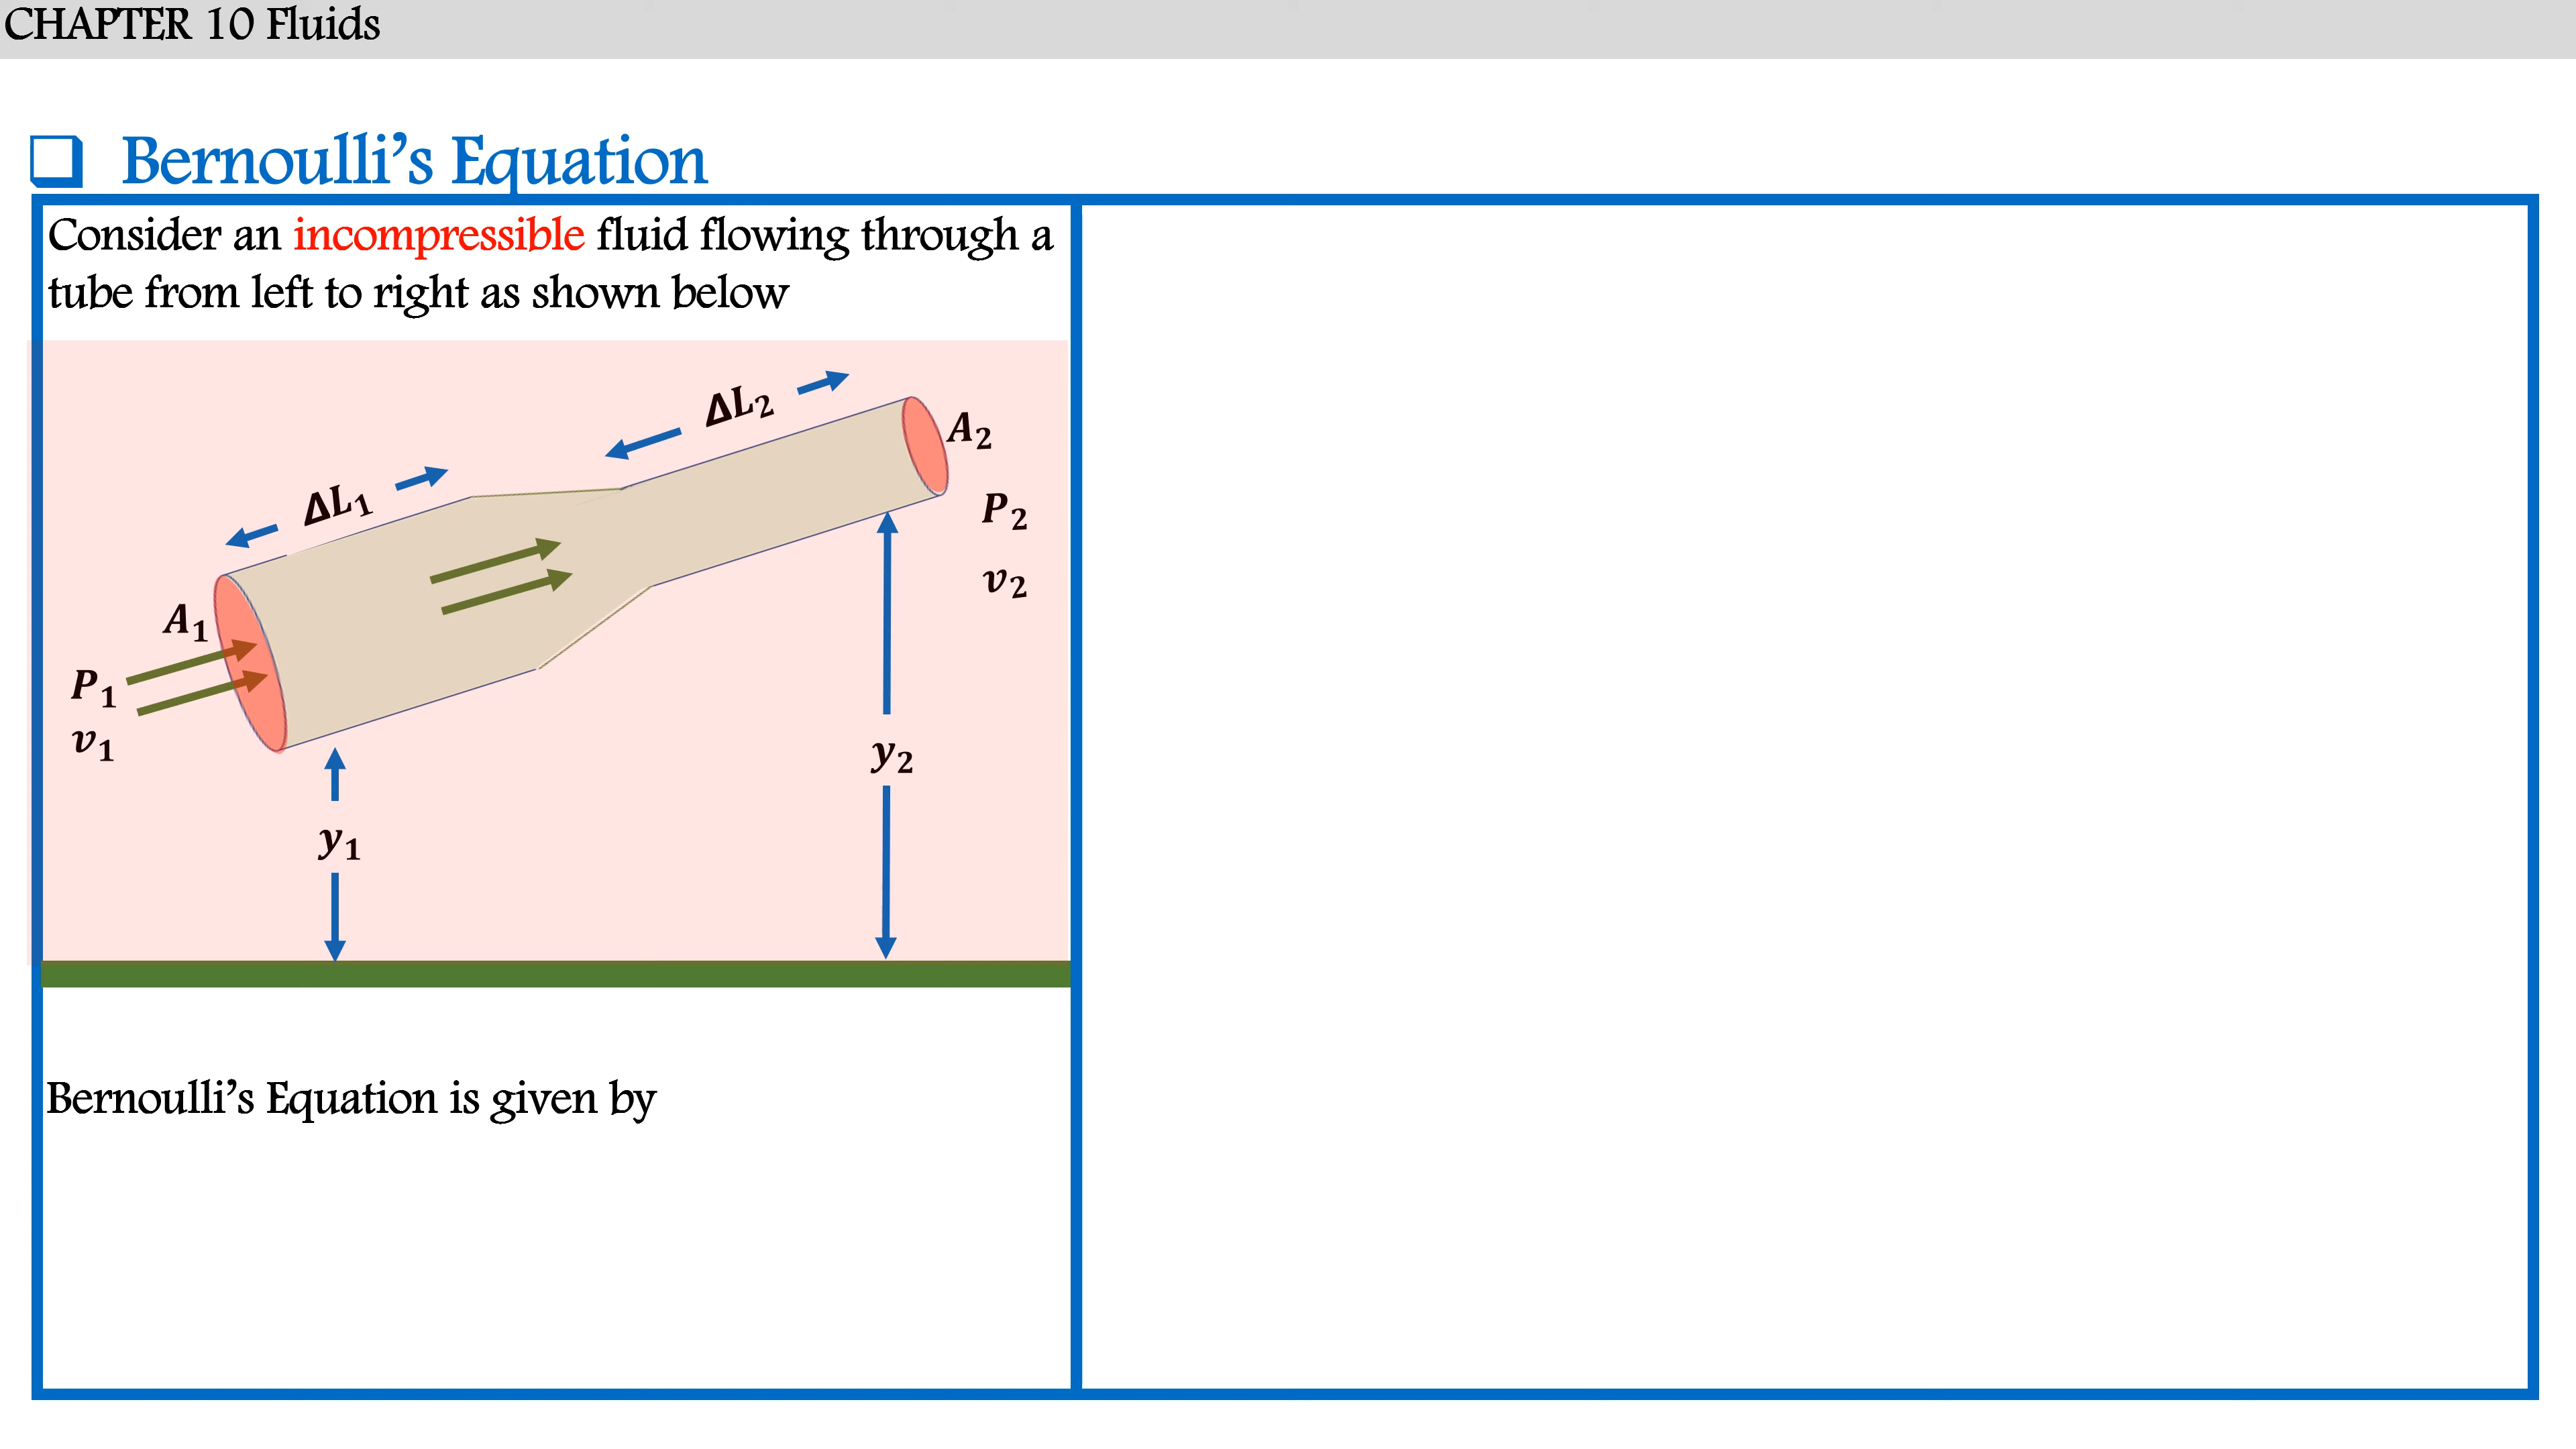 CHAPTER 10 Fluids
❑ Bernoulli’s Equation
Consider an incompressible fluid flowing through a
tube from left to right as shown below
ΔL₂
A₂
ΔL₁
P₂
v₂
A₁
P₁
v₁
y₂
y₁
Bernoulli’s Equation is given by